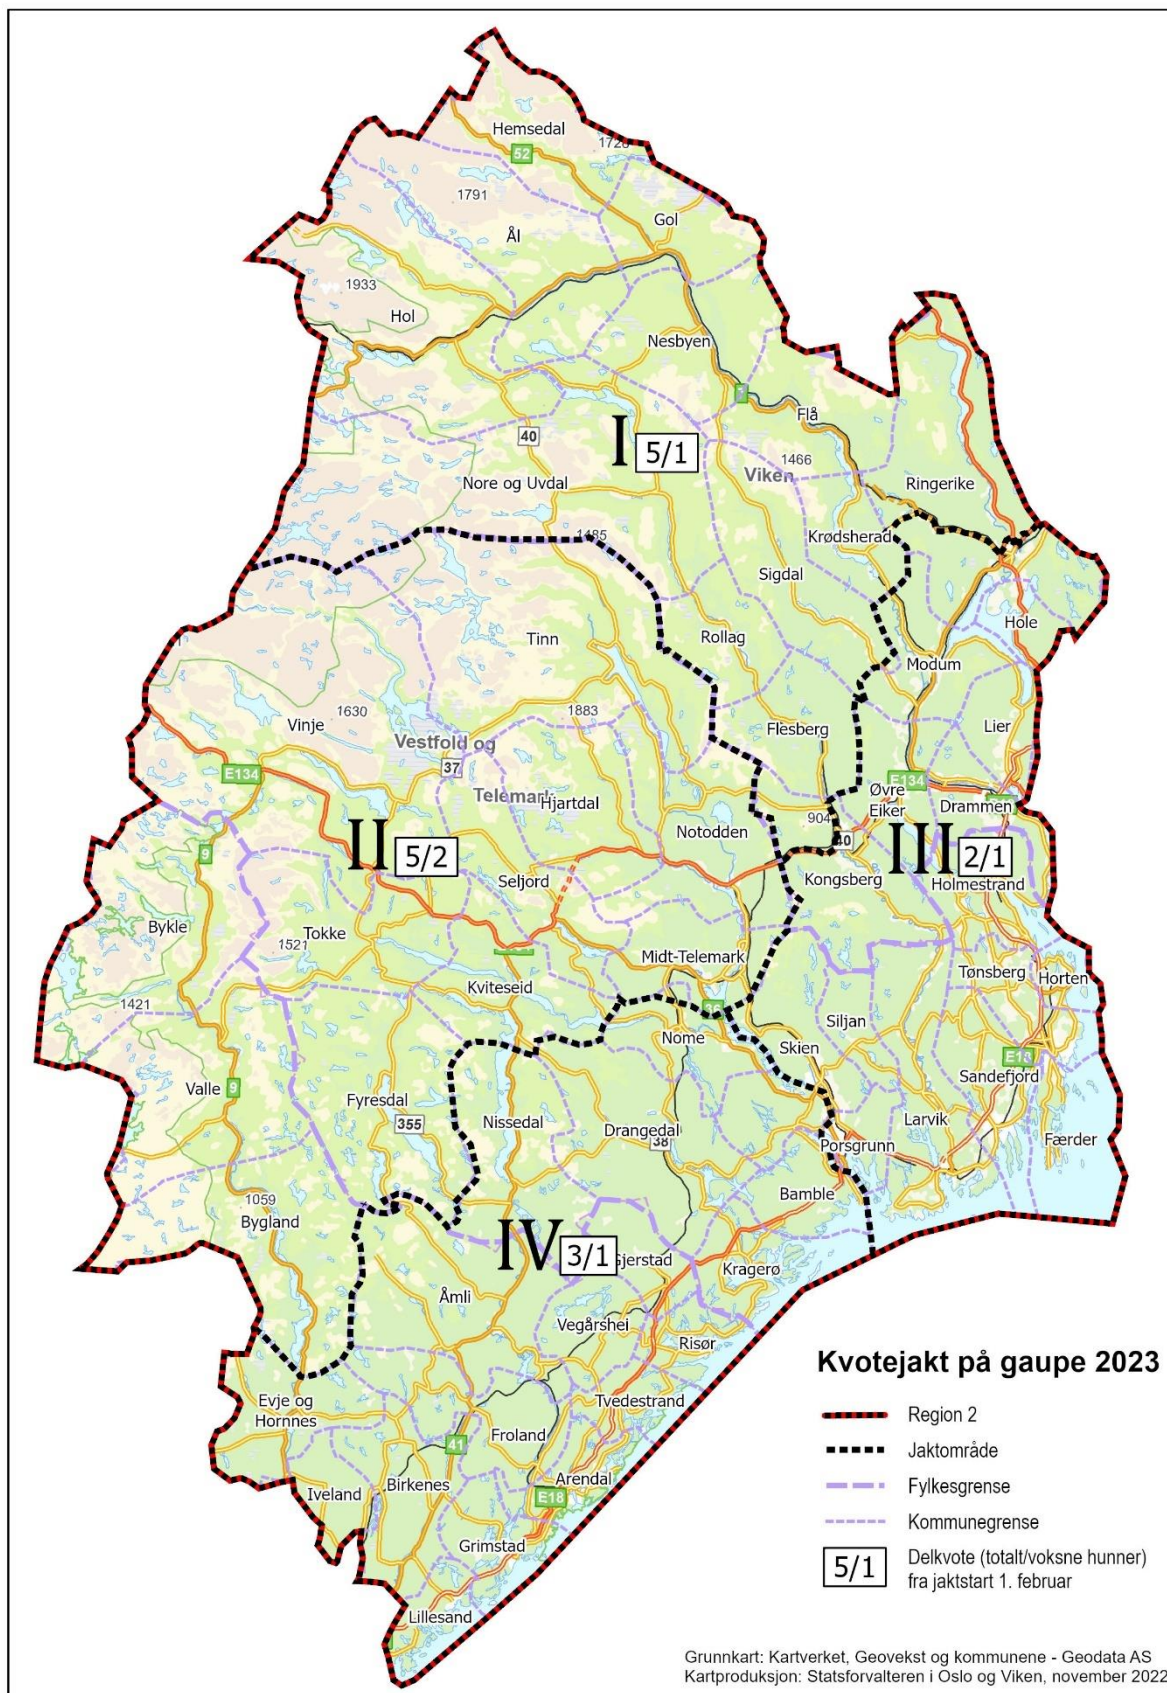 Hemsedal
52
1728
1791
Gol
Ål
1933
Hol
Nesbyen
7
Flå
I 5/1
40
1466
Viken
Nore og Uvdal
Ringerike
1485
Krødsherad
Sigdal
Hole
Tinn
Rollag
Modum
1630
1883
Vinje
Flesberg
Lier
Vestfold og
37
E134
E134
Telemark
Hjartdal
Øvre
Eiker
Drammen
Notodden
904
40
9
II 5/2
III 2/1
Seljord
Kongsberg
Holmestrand
Bykle
Tokke
1521
Midt-Telemark
Tønsberg
Horten
Kviteseid
1421
36
Siljan
Nome
Skien
E18
Sandefjord
Valle
9
Fyresdal
355
Nissedal
Drangedal
38
Larvik
Porsgrunn
Færder
Bamble
1059
Bygland
IV 3/1
Gjerstad
Kragerø
Åmli
Vegårshei
Risør
Kvotejakt på gaupe 2023
Evje og
Hornnes
Tvedestrand
Region 2
Froland
41
Jaktområde
Arendal
Birkenes
Iveland
E18
Fylkesgrense
Kommunegrense
Grimstad
5/1
Delkvote (totalt/voksne hunner)
fra jaktstart 1. februar
Lillesand
Grunnkart: Kartverket, Geovekst og kommunene - Geodata AS
Kartproduksjon: Statsforvalteren i Oslo og Viken, november 2022